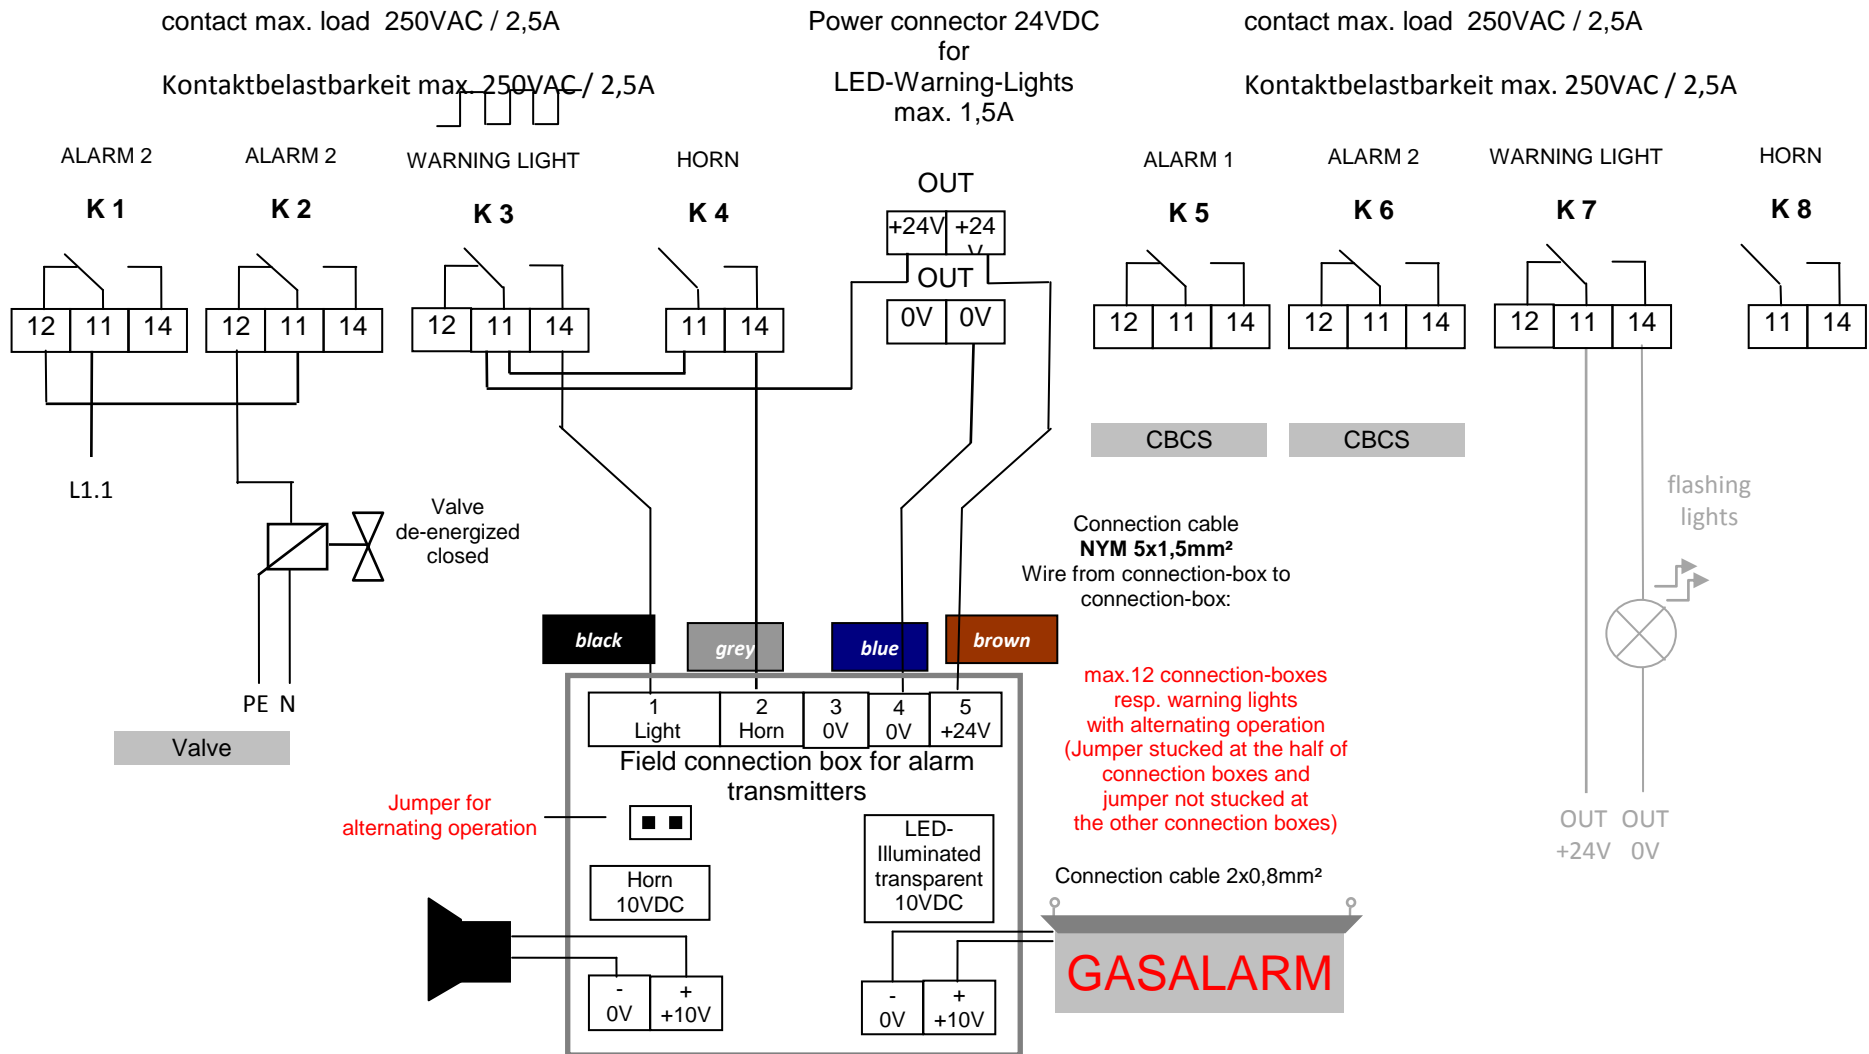 contact max. load 250VAC / 2,5A
Kontaktbelastbarkeit max. 250VAC / 2,5A
Power connector 24VDC
for
LED-Warning-Lights
max. 1,5A
contact max. load 250VAC / 2,5A
Kontaktbelastbarkeit max. 250VAC / 2,5A
ALARM 2
K 1
12 11 14
ALARM 2
K 2
12 11 14
WARNING LIGHT
K 3
12 11 14
HORN
K 4
11 14
OUT
+24V +24V
OUT
0V 0V
ALARM 1
K 5
12 11 14
ALARM 2
K 6
12 11 14
WARNING LIGHT
K 7
12 11 14
HORN
K 8
11 14
CBCS
CBCS
L1.1
Valve
de-energized
closed
PE N
Valve
flashing
lights
OUT OUT
+24V 0V
Connection cable
NYM 5x1,5mm²
Wire from connection-box to
connection-box:
black
grey
blue
brown
1 2 3 4 5
Light Horn 0V 0V +24V
Field connection box for alarm
transmitters
max.12 connection-boxes
resp. warning lights
with alternating operation
(Jumper stucked at the half of
connection boxes and
jumper not stucked at
the other connection boxes)
Jumper for
alternating operation
Horn
10VDC
LED-
Illuminated
transparent
10VDC
Connection cable 2x0,8mm²
GASALARM
- +
0V +10V
- +
0V +10V